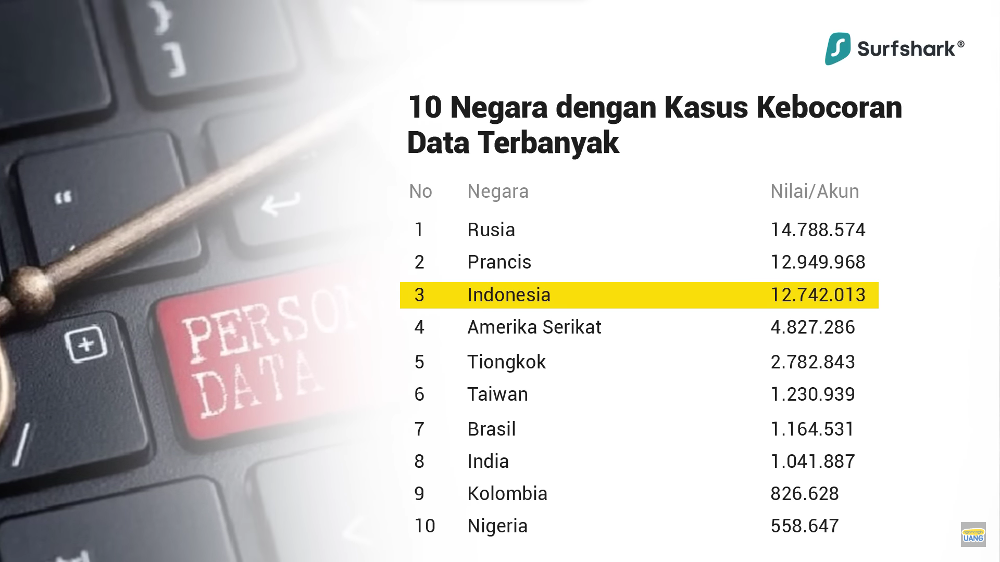 Surfshark®
10 Negara dengan Kasus Kebocoran
Data Terbanyak
No Negara Nilai/Akun
1 Rusia 14.788.574
2 Prancis 12.949.968
3 Indonesia 12.742.013
4 Amerika Serikat 4.827.286
5 Tiongkok 2.782.843
6 Taiwan 1.230.939
7 Brasil 1.164.531
8 India 1.041.887
9 Kolombia 826.628
10 Nigeria 558.647
}
]
“
+
DATA
/
<
ngomongin
UANG